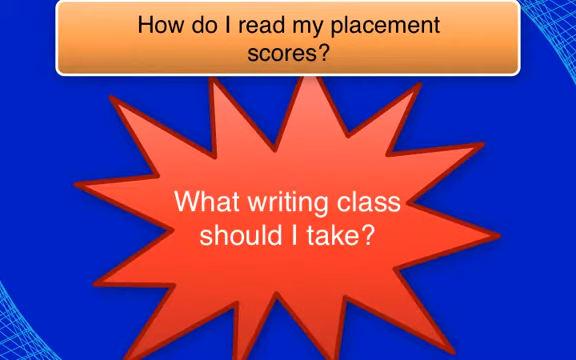 How do I read my placement
scores?
What writing class
should I take?